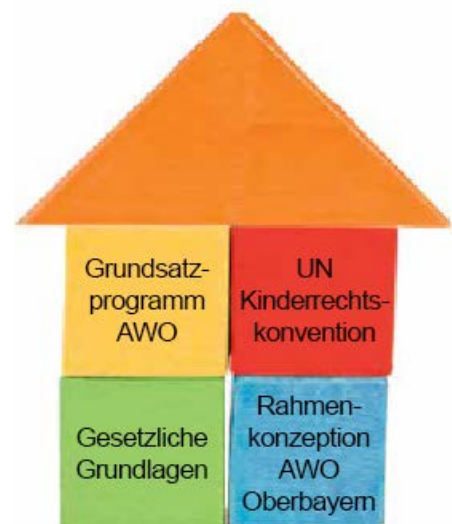 Grundsatz-
programm
AWO
UN
Kinderrechts-
konvention
Gesetzliche
Grundlagen
Rahmen-
konzeption
AWO
Oberbayern